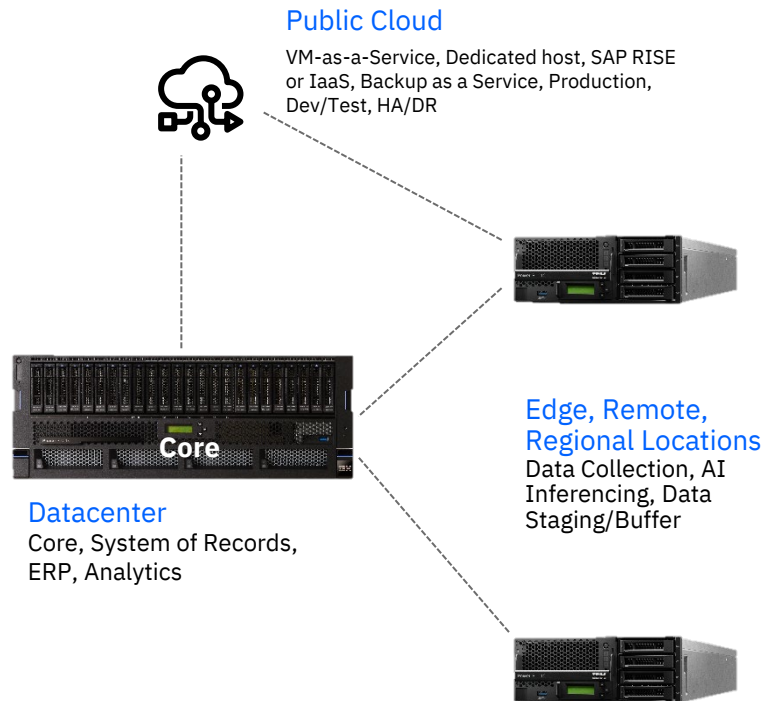 Public Cloud
VM-as-a-Service, Dedicated host, SAP RISE
or IaaS, Backup as a Service, Production,
Dev/Test, HA/DR
Core
Edge, Remote,
Regional Locations
Data Collection, AI
Inferencing, Data
Staging/Buffer
Datacenter
Core, System of Records,
ERP, Analytics